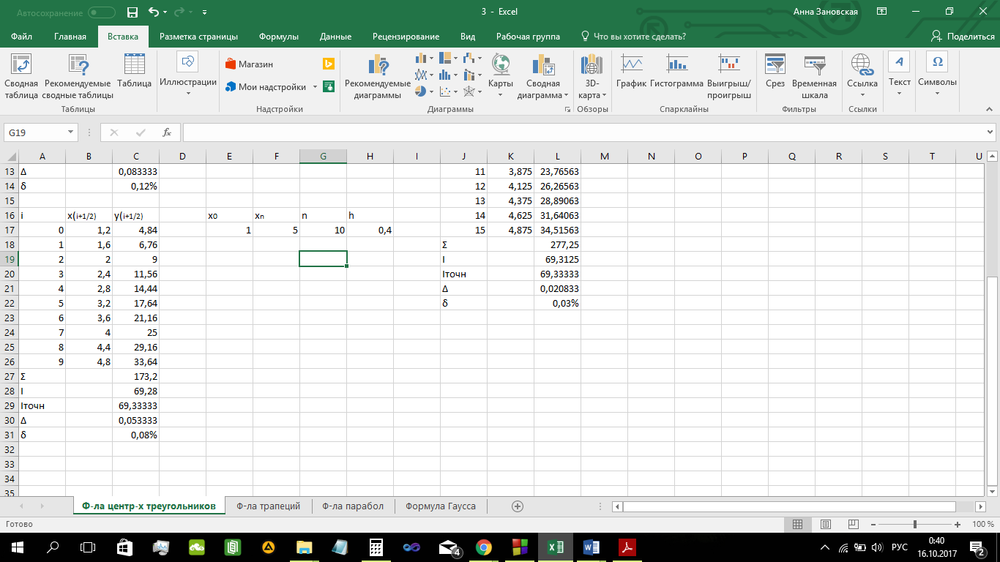 Автосохранение
3 - Excel
Анна Зановская
Файл Главная Вставка Разметка страницы Формулы Данные Рецензирование Вид Рабочая группа Что вы хотите сделать? Поделиться
Сводная таблица
Рекомендуемые сводные таблицы
Таблица
Иллюстрации
Магазин
Мои надстройки
Рекомендуемые диаграммы
Карты
Сводная диаграмма
3D-карта
График
Гистограмма
Выигрыш/проигрыш
Срез
Временная шкала
Ссылка
Текст
Символы
Таблицы Надстройки Диаграммы Обзоры Спарклайны Фильтры Ссылки
G19 fx
A B C D E F G H I J K L M N O P Q R S T U
13 Δ 0,083333 11 3,875 23,76563
14 δ 0,12% 12 4,125 26,26563
15 13 4,375 28,89063
16 i x(i+1/2) y(i+1/2) x0 xn n h 14 4,625 31,64063
17 0 1,2 4,84 1 5 10 0,4 15 4,875 34,51563
18 1 1,6 6,76 Σ 277,25
19 2 2 9 I 69,3125
20 3 2,4 11,56 Iточн 69,33333
21 4 2,8 14,44 Δ 0,020833
22 5 3,2 17,64 δ 0,03%
23 6 3,6 21,16
24 7 4 25
25 8 4,4 29,16
26 9 4,8 33,64
27 Σ 173,2
28 I 69,28
29 Iточн 69,33333
30 Δ 0,053333
31 δ 0,08%
32
33
34
35
Ф-ла центр-х треугольников Ф-ла трапеций Ф-ла парабол Формула Гаусса
Готово 100 %
4 РУС 0:40
16.10.2017 2